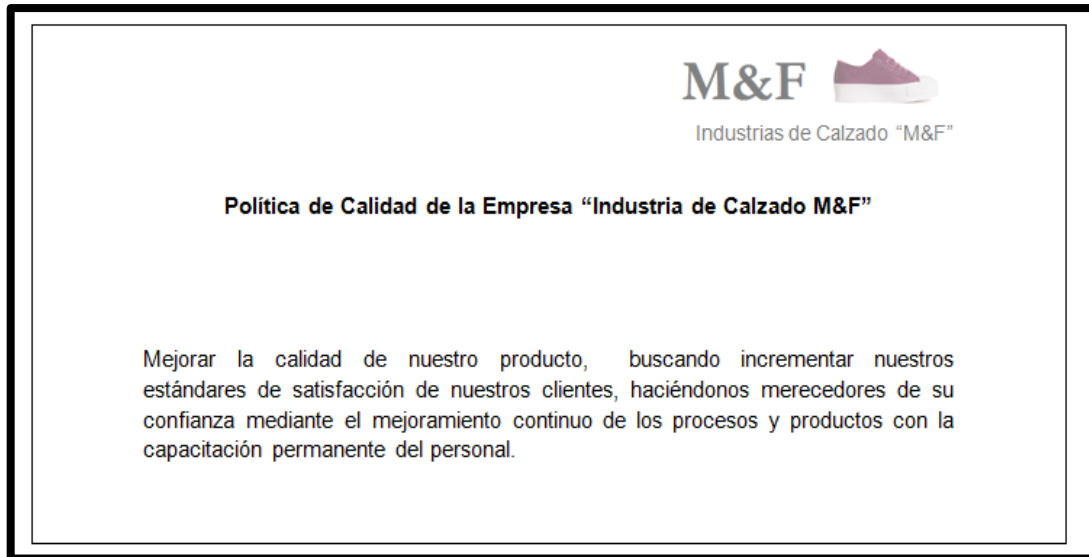 M&F
Industrias de Calzado “M&F”
Política de Calidad de la Empresa “Industria de Calzado M&F”
Mejorar la calidad de nuestro producto, buscando incrementar nuestros
estándares de satisfacción de nuestros clientes, haciéndonos merecedores de su
confianza mediante el mejoramiento continuo de los procesos y productos con la
capacitación permanente del personal.